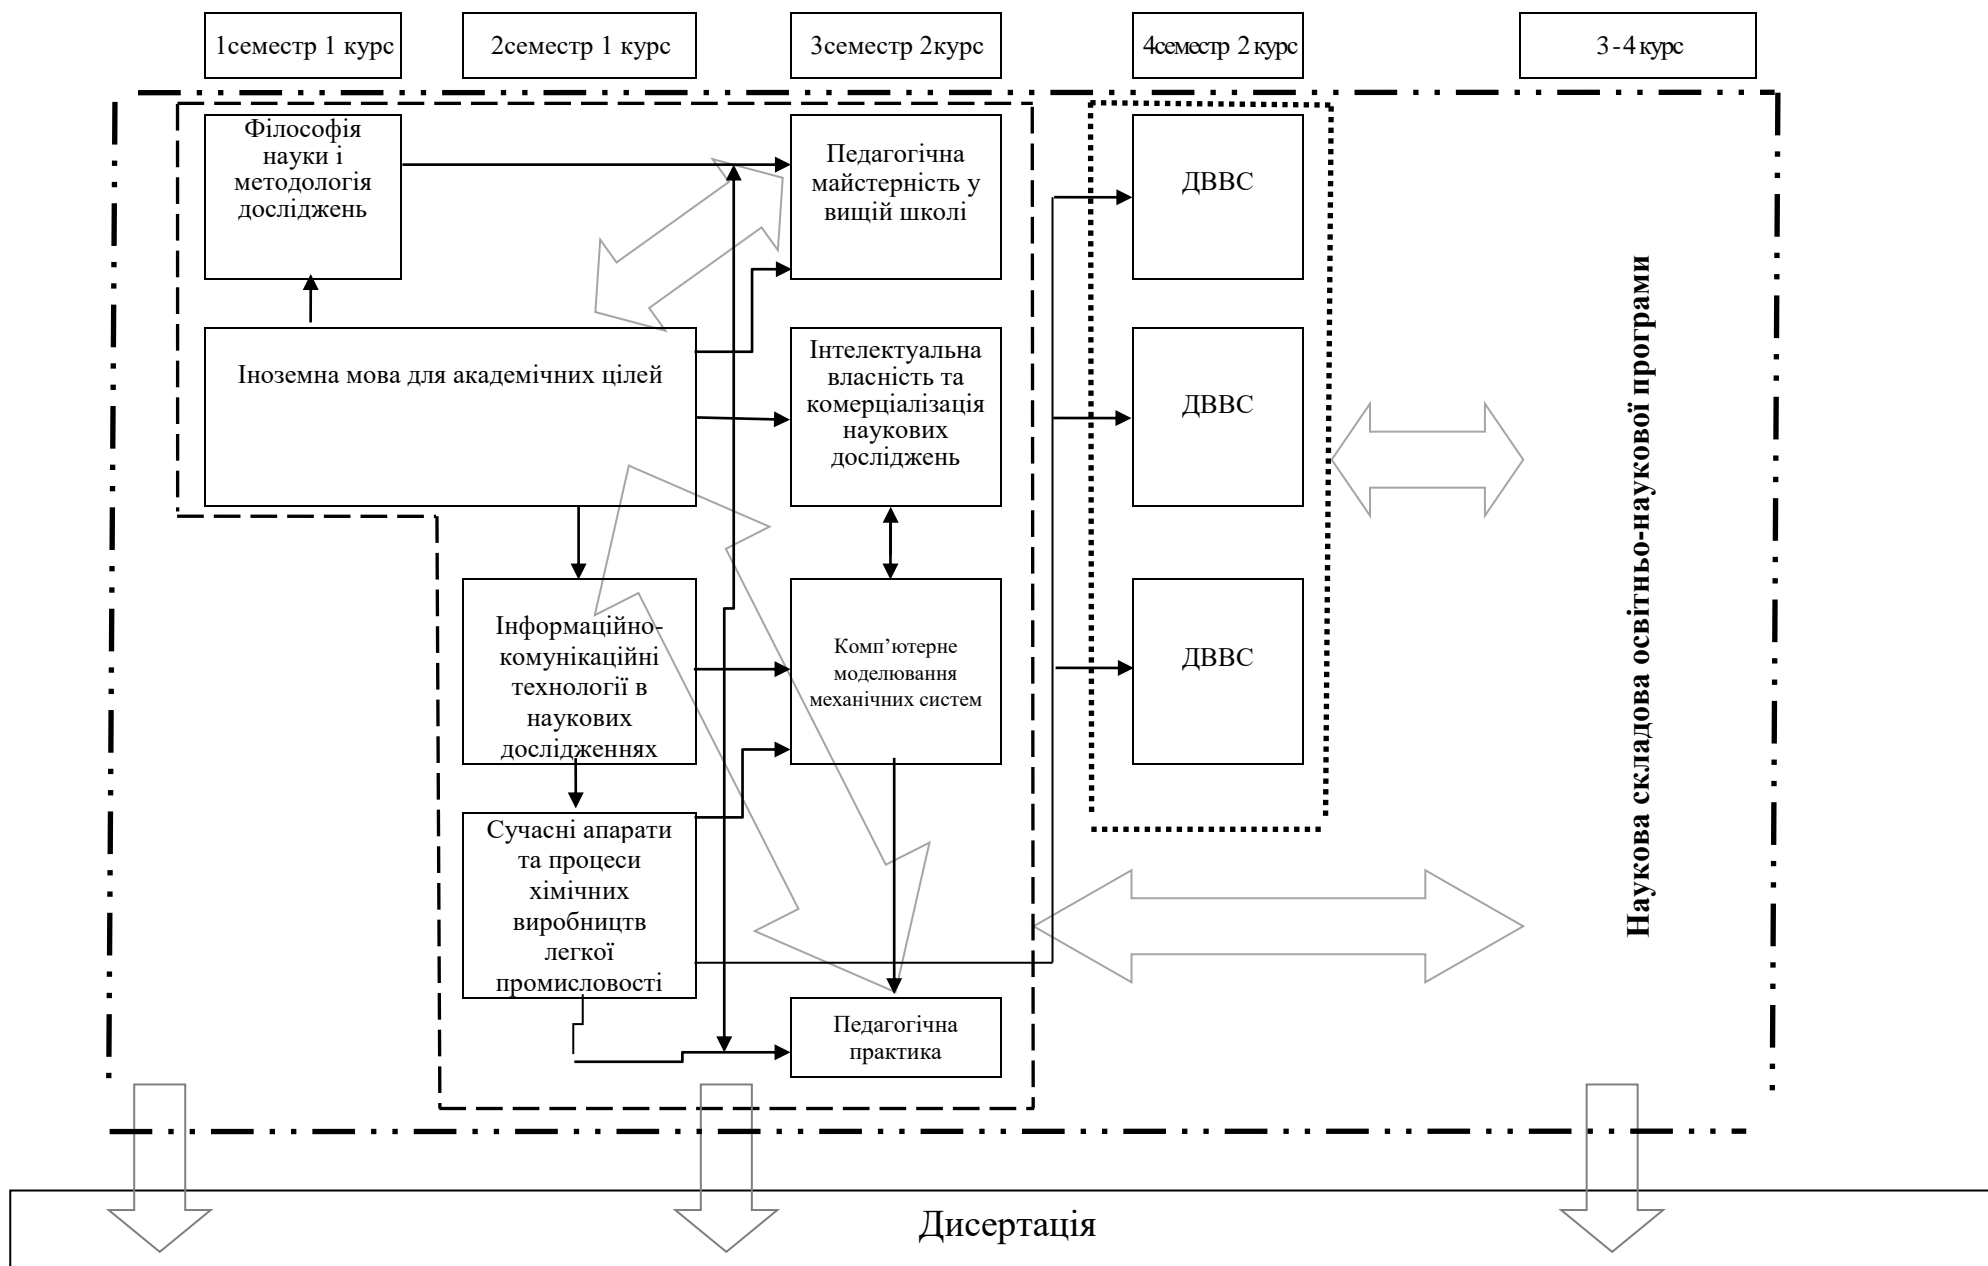 1семестр 1 курс
2семестр 1 курс
3семестр 2курс
4семестр 2 курс
3-4 курс
Філософія
науки і
методологія
досліджень
Педагогічна
майстерність у
вищій школі
ДВВС
Іноземна мова для академічних цілей
Інтелектуальна
власність та
комерціалізація
наукових
досліджень
ДВВС
Інформаційно-
комунікаційні
технології в
наукових
дослідженнях
Комп’ютерне
моделювання
механічних систем
ДВВС
Сучасні апарати
та процеси
хімічних
виробництв
легкої
промисловості
Педагогічна
практика
Наукова складова освітньо-наукової програми
Дисертація